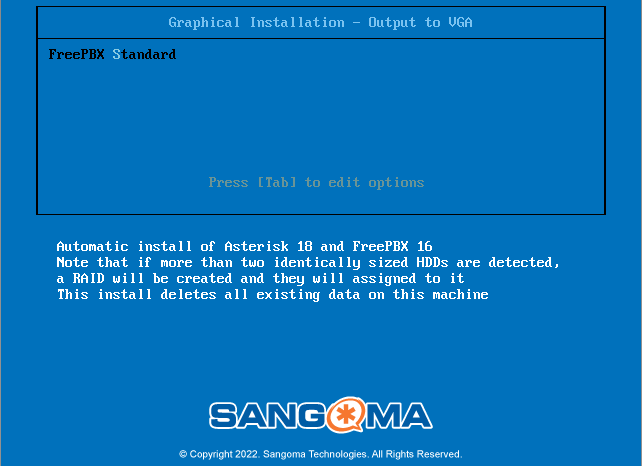 Graphical Installation - Output to VGA
FreePBX Standard
Press [Tab] to edit options
Automatic install of Asterisk 18 and FreePBX 16
Note that if more than two identically sized HDDs are detected,
a RAID will be created and they will assigned to it
This install deletes all existing data on this machine
SANGOMA
© Copyright 2022. Sangoma Technologies. All Rights Reserved.